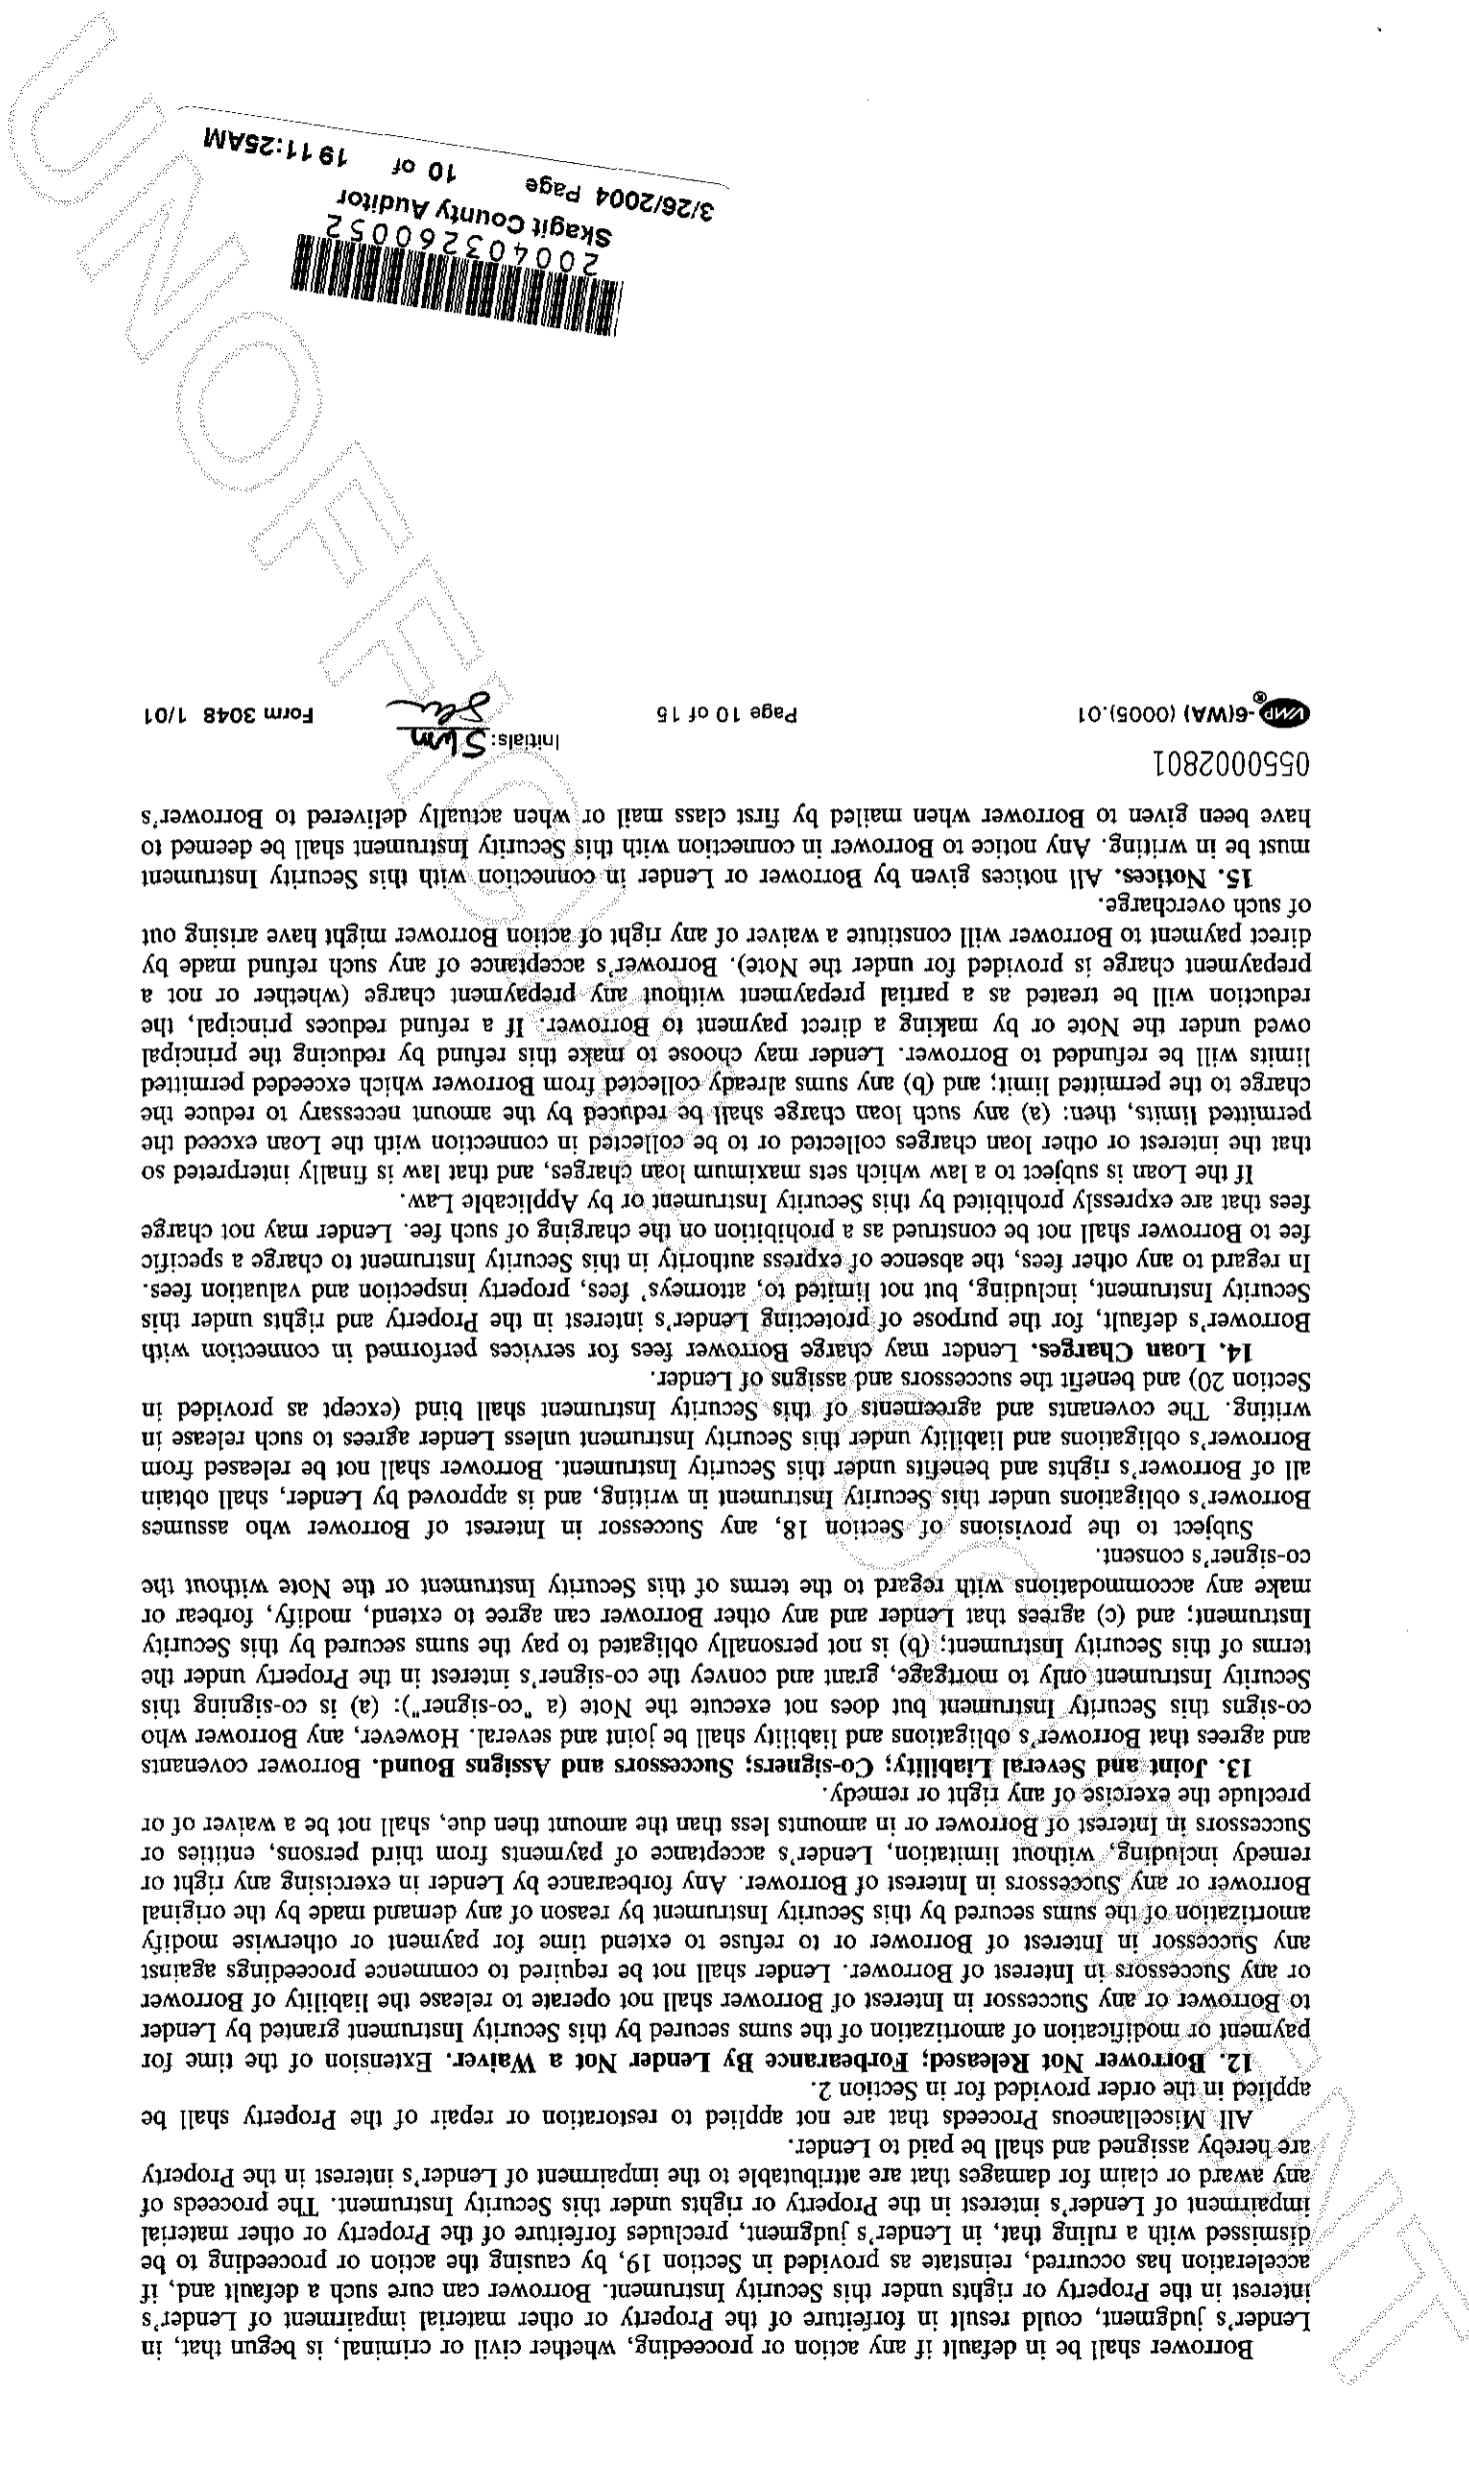 Borrower shall be in default if any action or proceeding, whether civil or criminal, is begun that, in
Lender's judgment, could result in forfeiture of the Property or other material impairment of Lender's
interest in the Property or rights under this Security Instrument. Borrower can cure such a default and, if
acceleration has occurred, reinstate as provided in Section 19, by causing the action or proceeding to be
dismissed with a ruling that, in Lender's judgment, precludes forfeiture of the Property or other material
impairment of Lender's interest in the Property or rights under this Security Instrument. The proceeds of
any award or claim for damages that are attributable to the impairment of Lender's interest in the Property
are hereby assigned and shall be paid to Lender.
All Miscellaneous Proceeds that are not applied to restoration or repair of the Property shall be
applied in the order provided for in Section 2.
12. Borrower Not Released; Forbearance By Lender Not a Waiver. Extension of the time for
payment or modification of amortization of the sums secured by this Security Instrument granted by Lender
to Borrower or any Successor in Interest of Borrower shall not operate to release the liability of Borrower
or any Successors in Interest of Borrower. Lender shall not be required to commence proceedings against
any Successor in Interest of Borrower or to refuse to extend time for payment or otherwise modify
amortization of the sums secured by this Security Instrument by reason of any demand made by the original
Borrower or any Successors in Interest of Borrower. Any forbearance by Lender in exercising any right or
remedy including, without limitation, Lender's acceptance of payments from third persons, entities or
Successors in Interest of Borrower or in amounts less than the amount then due, shall not be a waiver of or
preclude the exercise of any right or remedy.
13. Joint and Several Liability; Co-signers; Successors and Assigns Bound. Borrower covenants
and agrees that Borrower's obligations and liability shall be joint and several. However, any Borrower who
co-signs this Security Instrument but does not execute the Note (a "co-signer"): (a) is co-signing this
Security Instrument only to mortgage, grant and convey the co-signer's interest in the Property under the
terms of this Security Instrument; (b) is not personally obligated to pay the sums secured by this Security
Instrument; and (c) agrees that Lender and any other Borrower can agree to extend, modify, forbear or
make any accommodations with regard to the terms of this Security Instrument or the Note without the
co-signer's consent.
Subject to the provisions of Section 18, any Successor in Interest of Borrower who assumes
Borrower's obligations under this Security Instrument in writing, and is approved by Lender, shall obtain
all of Borrower's rights and benefits under this Security Instrument. Borrower shall not be released from
Borrower's obligations and liability under this Security Instrument unless Lender agrees to such release in
writing. The covenants and agreements of this Security Instrument shall bind (except as provided in
Section 20) and benefit the successors and assigns of Lender.
14. Loan Charges. Lender may charge Borrower fees for services performed in connection with
Borrower's default, for the purpose of protecting Lender's interest in the Property and rights under this
Security Instrument, including, but not limited to, attorneys' fees, property inspection and valuation fees.
In regard to any other fees, the absence of express authority in this Security Instrument to charge a specific
fee to Borrower shall not be construed as a prohibition on the charging of such fee. Lender may not charge
fees that are expressly prohibited by this Security Instrument or by Applicable Law.
If the Loan is subject to a law which sets maximum loan charges, and that law is finally interpreted so
that the interest or other loan charges collected or to be collected in connection with the Loan exceed the
permitted limits, then: (a) any such loan charge shall be reduced by the amount necessary to reduce the
charge to the permitted limit; and (b) any sums already collected from Borrower which exceeded permitted
limits will be refunded to Borrower. Lender may choose to make this refund by reducing the principal
owed under the Note or by making a direct payment to Borrower. If a refund reduces principal, the
reduction will be treated as a partial prepayment without any prepayment charge (whether or not a
prepayment charge is provided for under the Note). Borrower's acceptance of any such refund made by
direct payment to Borrower will constitute a waiver of any right of action Borrower might have arising out
of such overcharge.
15. Notices. All notices given by Borrower or Lender in connection with this Security Instrument
must be in writing. Any notice to Borrower in connection with this Security Instrument shall be deemed to
have been given to Borrower when mailed by first class mail or when actually delivered to Borrower's
0550002801
Initials: SLM
VMP®-6(WA) (0005).01 Page 10 of 15 Form 3048 1/01
200403260052
Skagit County Auditor
3/26/2004 Page 10 of 19 11:25AM
UNOFFICIAL DOCUMENT